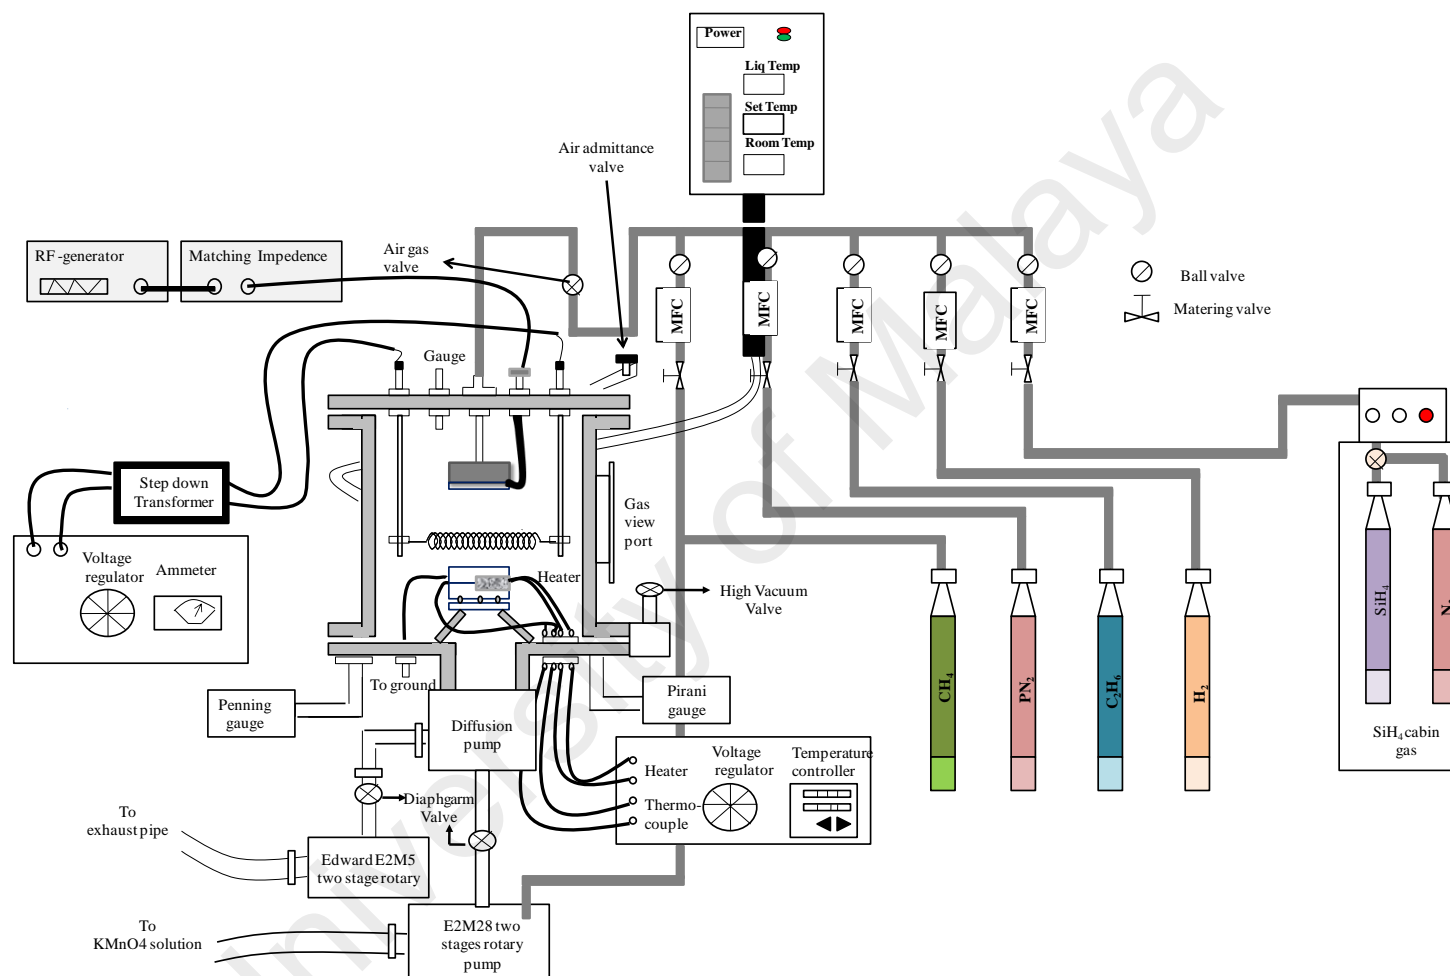 Power
Liq Temp
Set Temp
Room Temp
Air admittance
valve
RF-generator
Matching Impedence
Air gas
valve
Ball valve
Matering valve
MFC
MFC
MFC
MFC
MFC
Gauge
Step down
Transformer
Gas
view
port
Voltage
regulator
Ammeter
Heater
High Vacuum
Valve
SiH4
CH4
PN2
C2H6
H2
To ground
Penning
gauge
Pirani
gauge
Diffusion
pump
SiH4 cabin
gas
Heater
Voltage
regulator
Temperature
controller
Thermo-
couple
Diaphgarm
Valve
To
exhaust pipe
Edward E2M5
two stage rotary
To
KMnO4 solution
E2M28 two
stages rotary
pump
University of Malaya